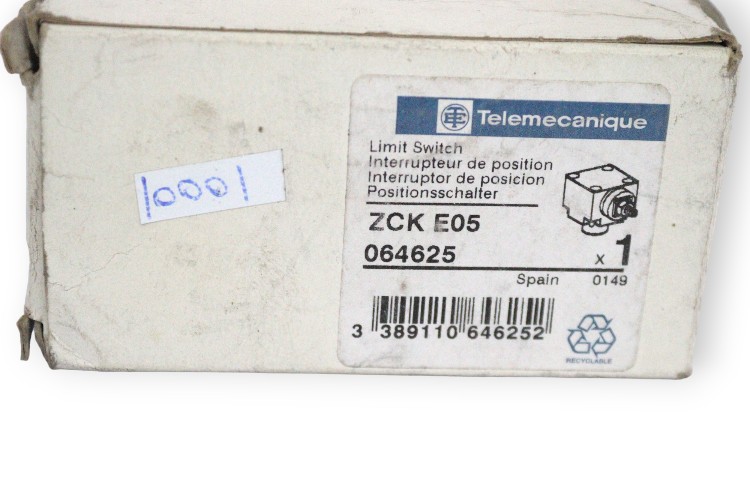 10001
Telemecanique
Limit Switch
Interrupteur de position
Interruptor de posicion
Positionsschalter
ZCK E05
064625
x 1
Spain 0149
3 389110 646252
RECYCLABLE